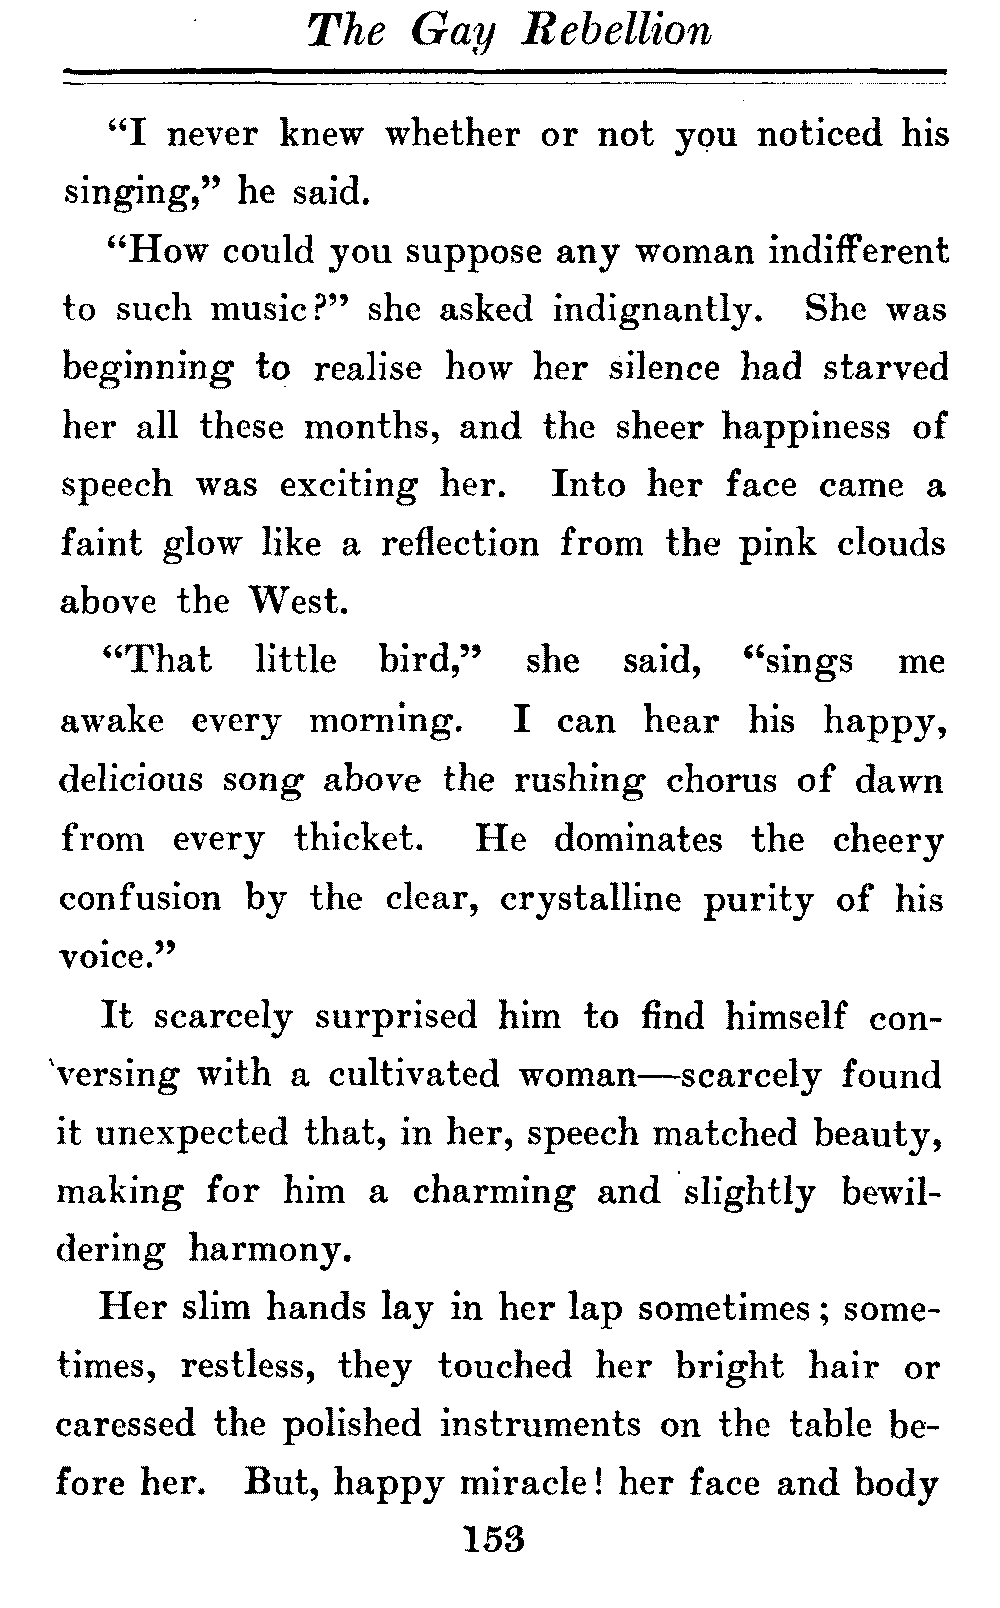 The Gay Rebellion
“I never knew whether or not you noticed his
singing,” he said.
“How could you suppose any woman indifferent
to such music?” she asked indignantly. She was
beginning to realise how her silence had starved
her all these months, and the sheer happiness of
speech was exciting her. Into her face came a
faint glow like a reflection from the pink clouds
above the West.
“That little bird,” she said, “sings me
awake every morning. I can hear his happy,
delicious song above the rushing chorus of dawn
from every thicket. He dominates the cheery
confusion by the clear, crystalline purity of his
voice.”
It scarcely surprised him to find himself con-
versing with a cultivated woman—scarcely found
it unexpected that, in her, speech matched beauty,
making for him a charming and slightly bewil-
dering harmony.
Her slim hands lay in her lap sometimes; some-
times, restless, they touched her bright hair or
caressed the polished instruments on the table be-
fore her. But, happy miracle! her face and body
153